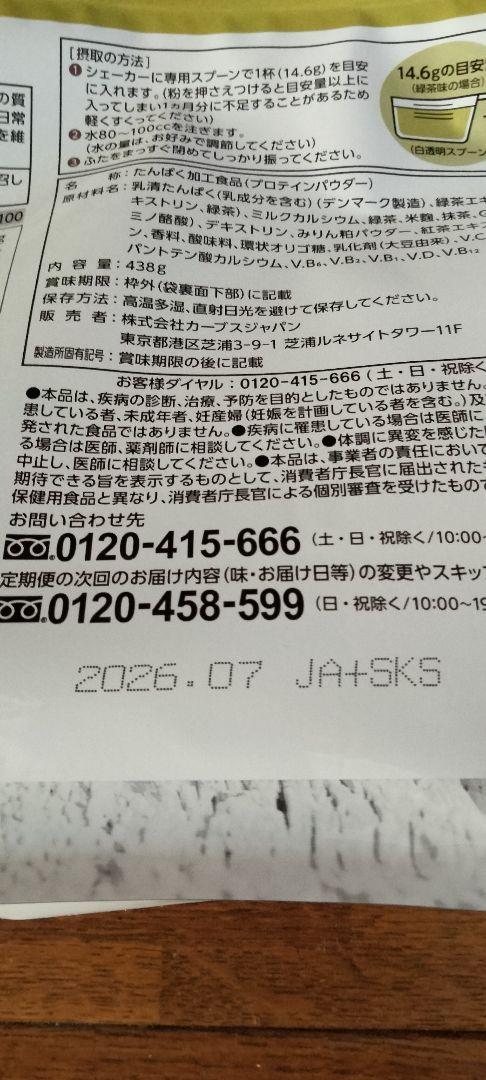 [摂取の方法]
❶シェーカーに専用スプーンで1杯(14.6g)を目安
に入れます。(粉を押さえつけると目安量以上に
入ってしまい1ヵ月分に不足することがあるため
軽くすくってください)
❷水80～100ccを注ぎます。
(水の量は、お好みで調節してください)
❸ふたをまっすぐ閉めてしっかり振ってください。
14.6gの目安
(緑茶味の場合)
(白透明スプーン
の質
日常
を維
召し
100
名 称:たんぱく加工食品(プロテインパウダー)
原材料名:乳清たんぱく(乳成分を含む)(デンマーク製造)、緑茶エキ
キストリン、緑茶)、ミルクカルシウム、緑茶、米麹、抹茶、G
ミノ酪酸)、デキストリン、みりん粕パウダー、紅茶エキス
ン、香料、酸味料、環状オリゴ糖、乳化剤(大豆由来)、V.C
パントテン酸カルシウム、V.B₆、V.B₂、V.B₁、V.D、V.B₁₂
内 容 量:438g
賞味期限:枠外(袋裏面下部)に記載
保存方法:高温多湿、直射日光を避けて保存してください。
販 売 者:株式会社カーブスジャパン
東京都港区芝浦3-9-1 芝浦ルネサイトタワー11F
製造所固有記号:賞味期限の後に記載
お客様ダイヤル:0120-415-666(土・日・祝除く
●本品は、疾病の診断、治療、予防を目的としたものではありません。
患している者、未成年者、妊産婦(妊娠を計画している者を含む。)及
発された食品ではありません。●疾病に罹患している場合は医師に
る場合は医師、薬剤師に相談してください。●体調に異変を感じた
中止し、医師に相談してください。●本品は、事業者の責任において
期待できる旨を表示するものとして、消費者庁長官に届出された
保健用食品と異なり、消費者庁長官による個別審査を受けたもので
お問い合わせ先
0120-415-666 (土・日・祝除く/10:00~
定期便の次回のお届け内容(味・お届け日等)の変更やスキップ
0120-458-599 (日・祝除く/10:00～19
2026.07 JA+SKS